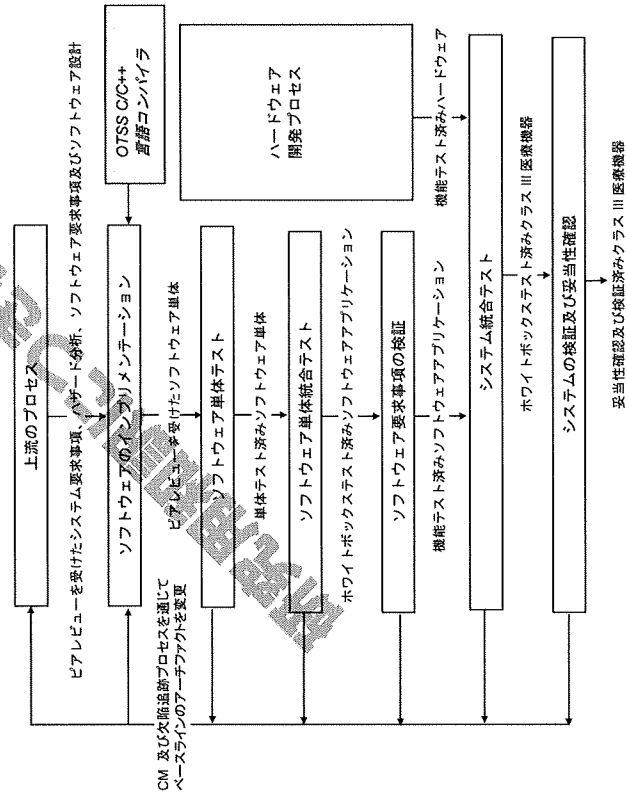 上流のプロセス
ピアレビューを受けたシステム要求事項、ハザード分析、ソフトウェア要求事項及びソフトウェア設計
OTSS C/C++
言語コンパイラ
ソフトウェアのインプリメンテーション
ピアレビューを受けたソフトウェア単体
CM 及び欠陥追跡プロセスを通じて
ベースラインのアーチファクトを変更
ソフトウェア単体テスト
単体テスト済みソフトウェア単体
ハードウェア
開発プロセス
ソフトウェア単体統合テスト
ホワイトボックステスト済みソフトウェアアプリケーション
ソフトウェア要求事項の検証
機能テスト済みソフトウェアアプリケーション
機能テスト済みハードウェア
システム統合テスト
ホワイトボックステスト済みクラス III 医療機器
システムの検証及び妥当性確認
妥当性確認及び検証済みクラス III 医療機器